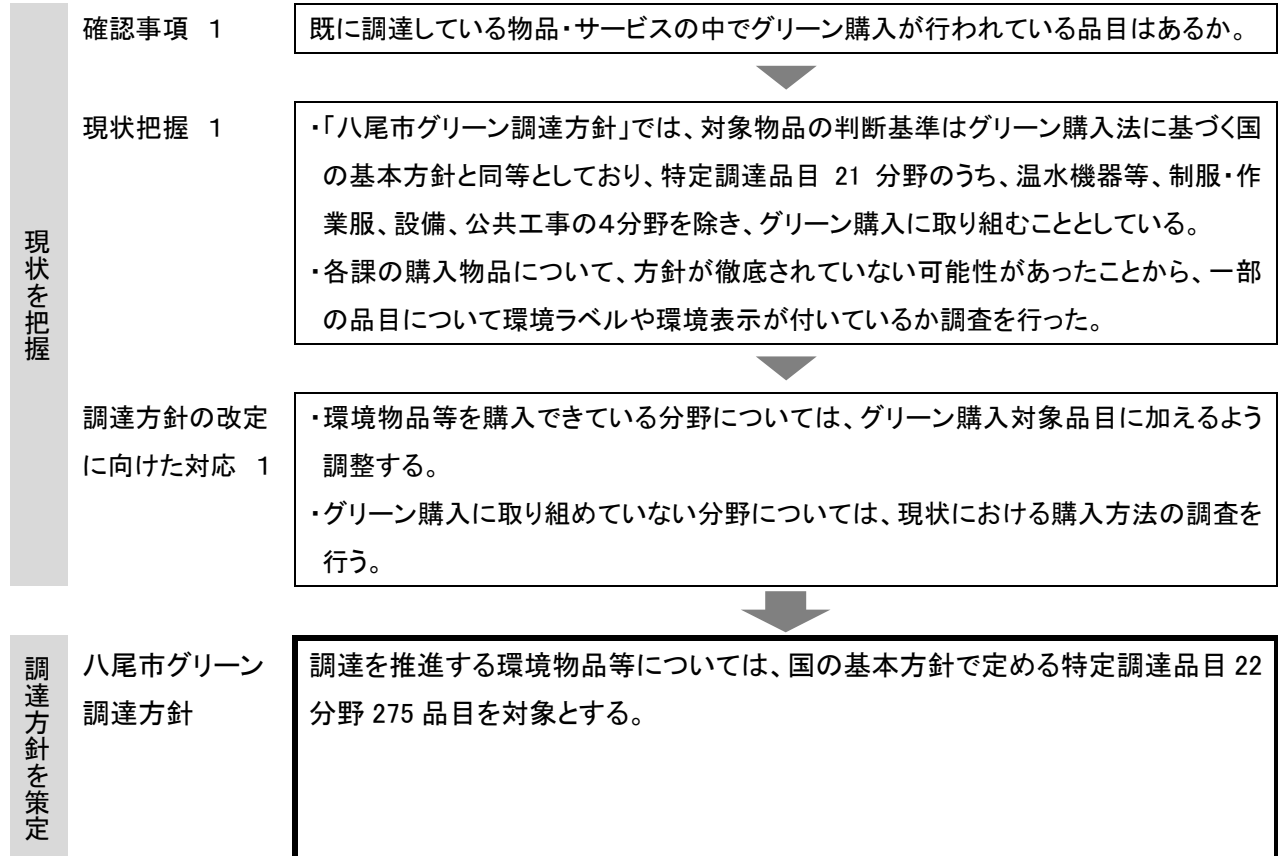 確認事項 1
既に調達している物品・サービスの中でグリーン購入が行われている品目はあるか。
現状を把握
現状把握 1
・「八尾市グリーン調達方針」では、対象物品の判断基準はグリーン購入法に基づく国
の基本方針と同等としており、特定調達品目 21 分野のうち、温水機器等、制服・作
業服、設備、公共工事の4分野を除き、グリーン購入に取り組むこととしている。
・各課の購入物品について、方針が徹底されていない可能性があったことから、一部
の品目について環境ラベルや環境表示が付いているか調査を行った。
調達方針の改定
に向けた対応 1
・環境物品等を購入できている分野については、グリーン購入対象品目に加えるよう
調整する。
・グリーン購入に取り組めていない分野については、現状における購入方法の調査を
行う。
調達方針を策定
八尾市グリーン
調達方針
調達を推進する環境物品等については、国の基本方針で定める特定調達品目 22
分野 275 品目を対象とする。